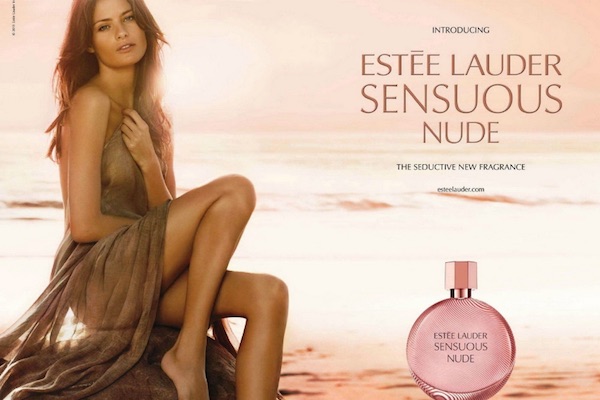 INTRODUCING
ESTĒE LAUDER
SENSUOUS
NUDE
THE SEDUCTIVE NEW FRAGRANCE
esteelauder.com
ESTĒE LAUDER
SENSUOUS
NUDE